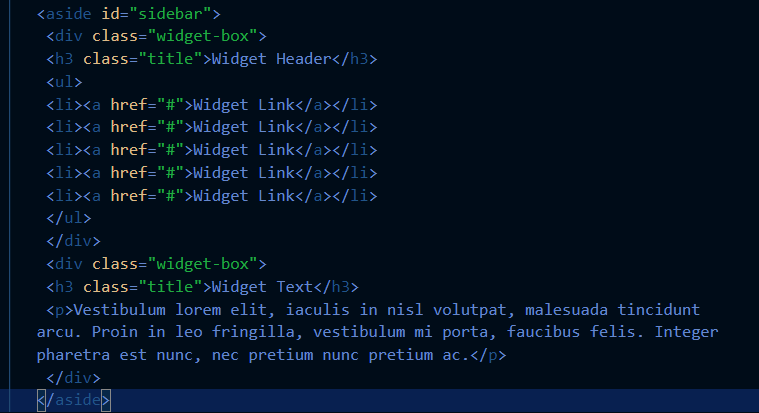 <aside id="sidebar">
<div class="widget-box">
<h3 class="title">Widget Header</h3>
<ul>
<li><a href="#">Widget Link</a></li>
<li><a href="#">Widget Link</a></li>
<li><a href="#">Widget Link</a></li>
<li><a href="#">Widget Link</a></li>
<li><a href="#">Widget Link</a></li>
</ul>
</div>
<div class="widget-box">
<h3 class="title">Widget Text</h3>
<p>Vestibulum lorem elit, iaculis in nisl volutpat, malesuada tincidunt
arcu. Proin in leo fringilla, vestibulum mi porta, faucibus felis. Integer
pharetra est nunc, nec pretium nunc pretium ac.</p>
</div>
</aside>